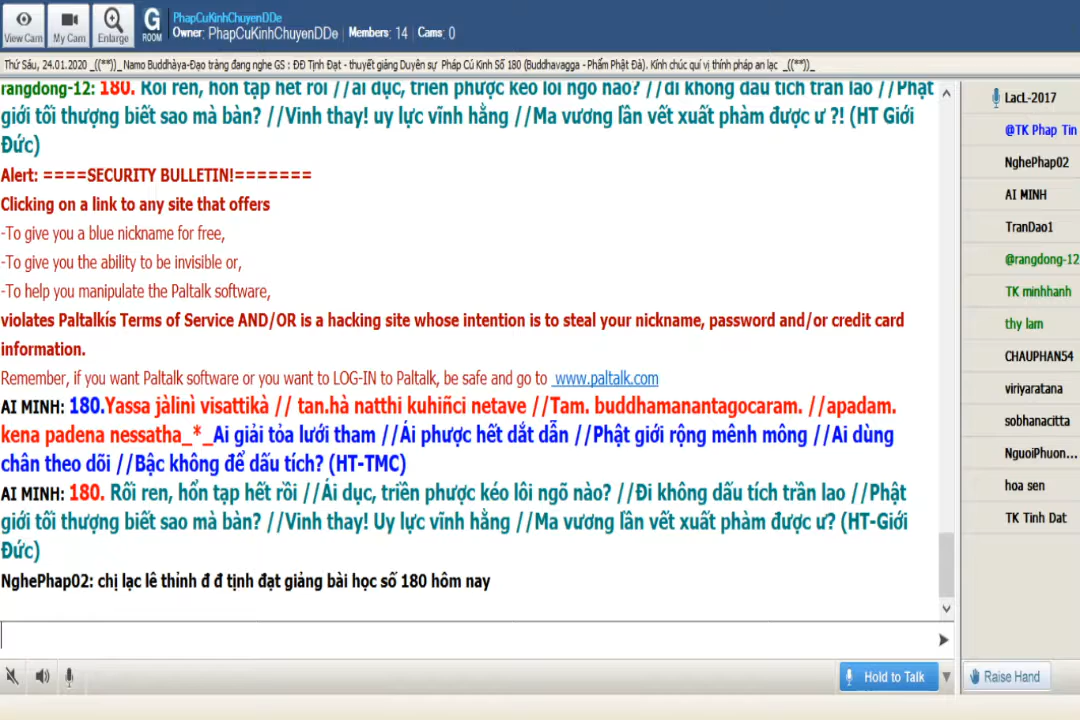 PhapCuKinhChuyenDDe
Owner: PhapCuKinhChuyenDDe Members: 14 Cams: 0
View Cam My Cam Enlarge G ROOM
Thứ Sáu, 24.01.2020 _((**))_ Namo Buddhàya-Đạo tràng đang nghe GS : ĐĐ Tịnh Đạt - thuyết giảng Duyên sự Pháp Cú Kinh Số 180 (Buddhavagga - Phẩm Phật Đà). Kính chúc quí vị thính pháp an lạc _((**))_
rangdong-12: 180. Rối ren, hổn tạp hết rồi //ái dục, triền phược kéo lôi ngõ nào? //đi không dấu tích trần lao //Phật
giới tối thượng biết sao mà bàn? //Vinh thay! uy lực vĩnh hằng //Ma vương lần vết xuất phàm được ư ?! (HT Giới
Đức)
Alert: ====SECURITY BULLETIN!=======
Clicking on a link to any site that offers
-To give you a blue nickname for free,
-To give you the ability to be invisible or,
-To help you manipulate the Paltalk software,
violates Paltalkís Terms of Service AND/OR is a hacking site whose intention is to steal your nickname, password and/or credit card
information.
Remember, if you want Paltalk software or you want to LOG-IN to Paltalk, be safe and go to www.paltalk.com
AI MINH: 180.Yassa jàlinì visattikà // tan.hà natthi kuhiñci netave //Tam. buddhamanantagocaram. //apadam.
kena padena nessatha_*_Ai giải tỏa lưới tham //Ái phược hết dắt dẫn //Phật giới rộng mênh mông //Ai dùng
chân theo dõi //Bậc không để dấu tích? (HT-TMC)
AI MINH: 180. Rối ren, hổn tạp hết rồi //Ái dục, triền phược kéo lôi ngõ nào? //Đi không dấu tích trần lao //Phật
giới tối thượng biết sao mà bàn? //Vinh thay! Uy lực vĩnh hằng //Ma vương lần vết xuất phàm được ư? (HT-Giới
Đức)
NghePhap02: chị lạc lê thỉnh đ đ tịnh đạt giảng bài học số 180 hôm nay
LacL-2017
@TK Phap Tin
NghePhap02
AI MINH
TranDao1
@rangdong-12
TK minhhanh
thy lam
CHAUPHAN54
viriyaratana
sobhanacitta
NguoiPhuon...
hoa sen
TK Tinh Dat
Hold to Talk
Raise Hand